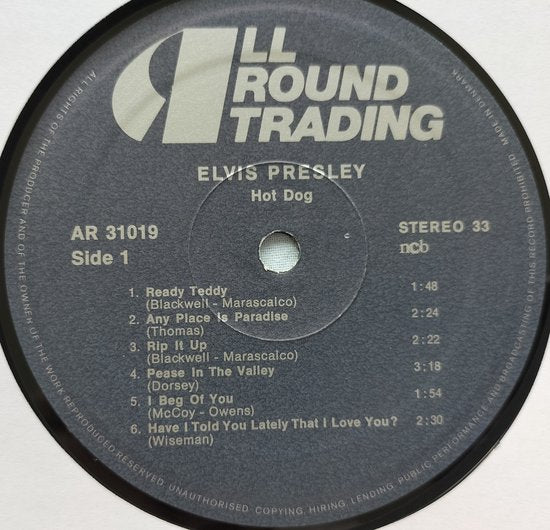 ALL
ROUND
TRADING
ELVIS PRESLEY
Hot Dog
AR 31019
STEREO 33
Side 1
ncb
1. Ready Teddy 1:48
(Blackwell - Marascalco)
2. Any Place Is Paradise 2:24
(Thomas)
3. Rip It Up 2:22
(Blackwell - Marascalco)
4. Pease In The Valley 3:18
(Dorsey)
5. I Beg Of You 1:54
(McCoy - Owens)
6. Have I Told You Lately That I Love You? 2:30
(Wiseman)
ALL RIGHTS OF THE PRODUCER AND OF THE OWNER OF THE WORK REPRODUCED RESERVED. UNAUTHORISED COPYING, HIRING, LENDING, PUBLIC PERFORMANCE AND BROADCASTING OF THIS RECORD PROHIBITED. MADE IN DENMARK